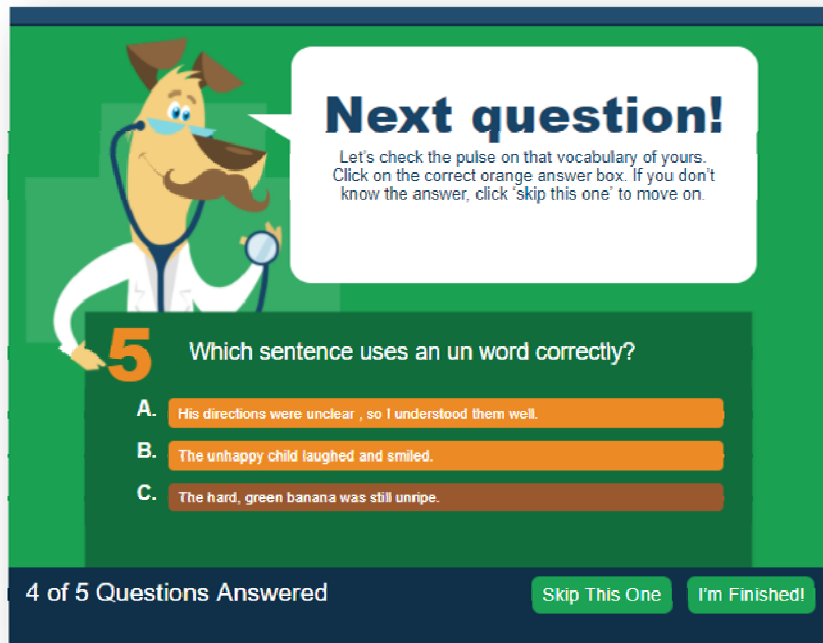 Next question!
Let's check the pulse on that vocabulary of yours.
Click on the correct orange answer box. If you don't
know the answer, click 'skip this one' to move on.
5 Which sentence uses an un word correctly?
A. His directions were unclear , so I understood them well.
B. The unhappy child laughed and smiled.
C. The hard, green banana was still unripe.
4 of 5 Questions Answered Skip This One I'm Finished!